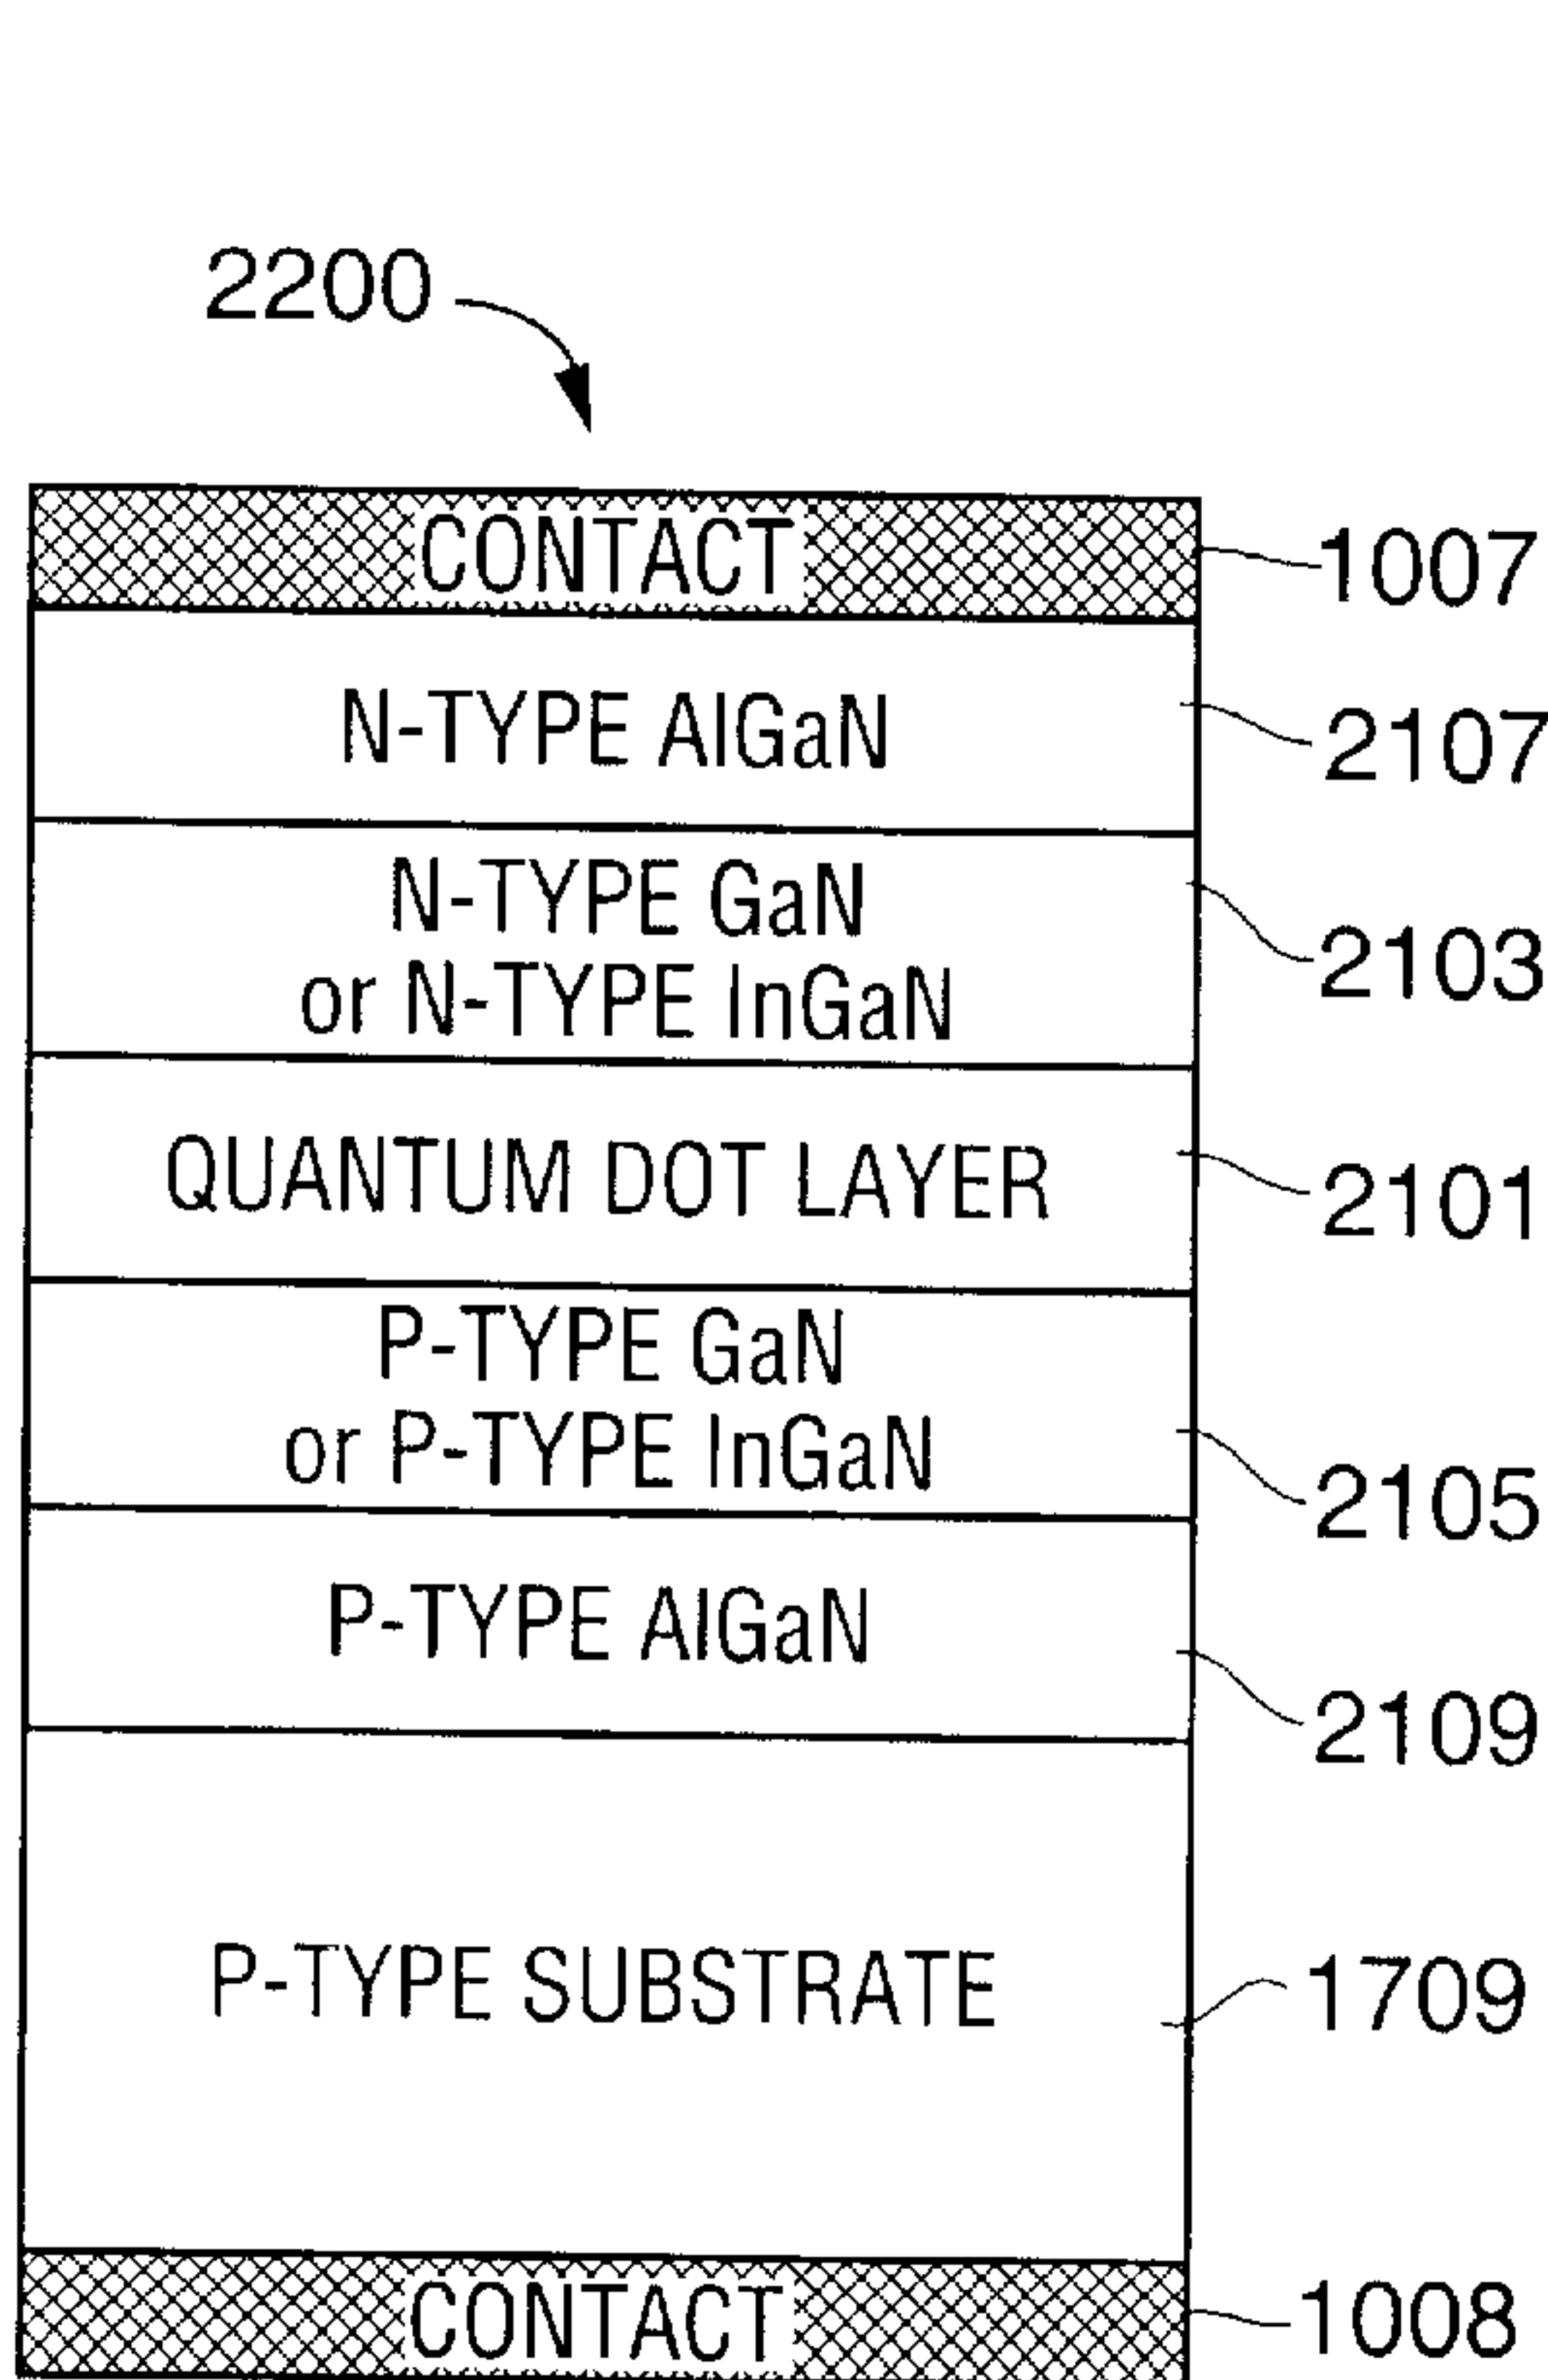 2200
CONTACT
1007
N-TYPE AlGaN
2107
N-TYPE GaN
or N-TYPE InGaN
2103
QUANTUM DOT LAYER
2101
P-TYPE GaN
or P-TYPE InGaN
2105
P-TYPE AlGaN
2109
P-TYPE SUBSTRATE
1709
CONTACT
1008